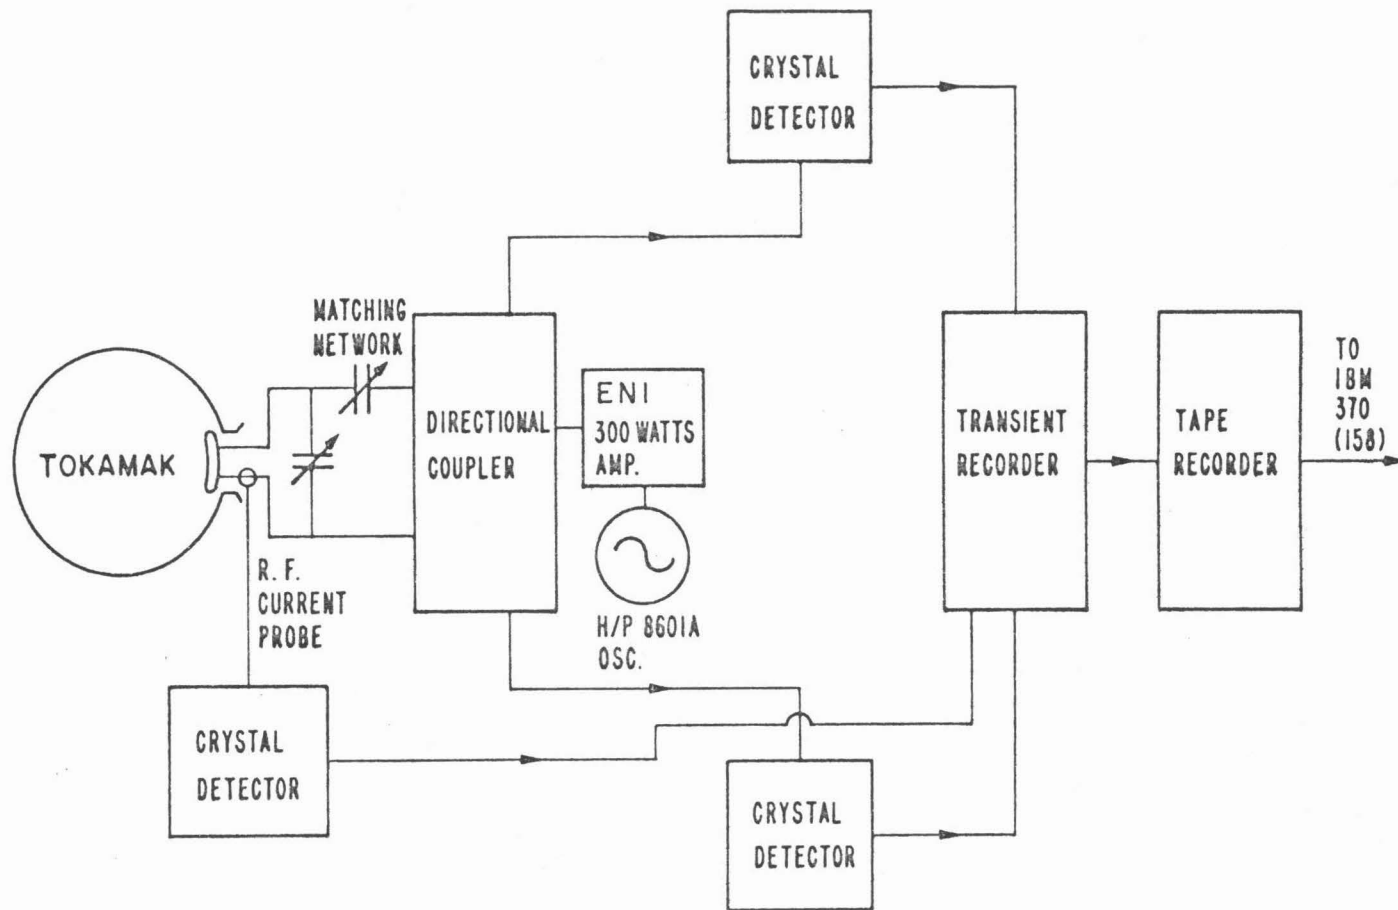 CRYSTAL
DETECTOR
MATCHING
NETWORK
TOKAMAK
DIRECTIONAL
COUPLER
ENI
300 WATTS
AMP.
TRANSIENT
RECORDER
TAPE
RECORDER
TO
IBM
370
(158)
R. F.
CURRENT
PROBE
H/P 8601A
OSC.
CRYSTAL
DETECTOR
CRYSTAL
DETECTOR